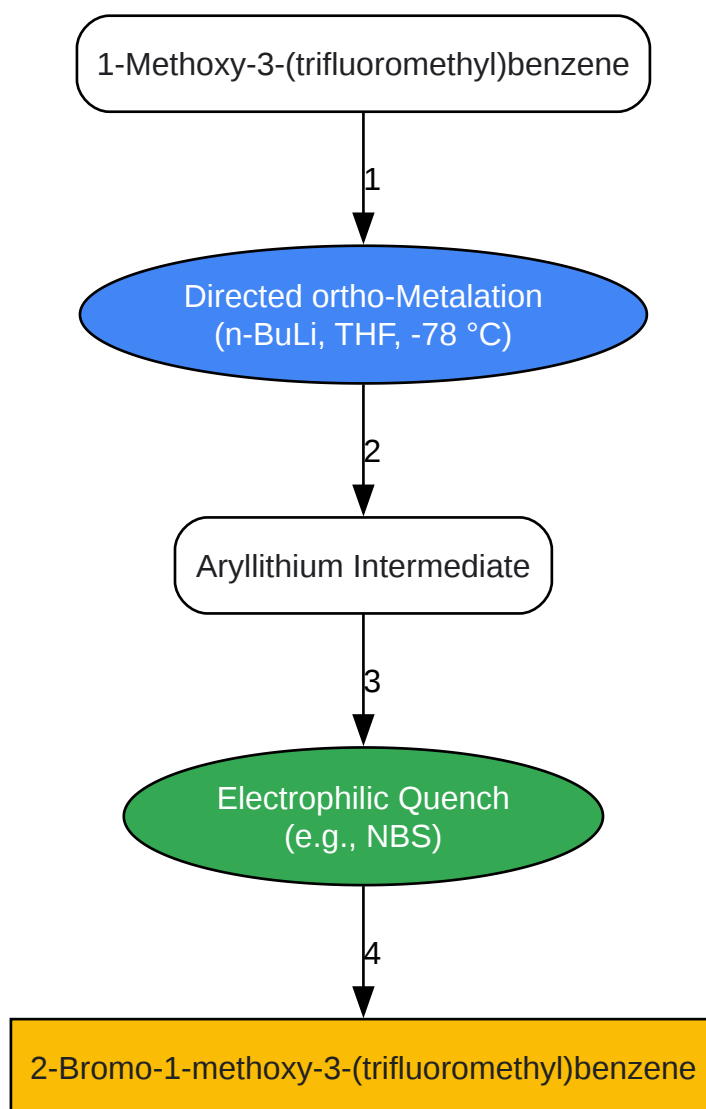 1-Methoxy-3-(trifluoromethyl)benzene
1
Directed ortho-Metalation
(n-BuLi, THF, -78 °C)
2
Aryllithium Intermediate
3
Electrophilic Quench
(e.g., NBS)
4
2-Bromo-1-methoxy-3-(trifluoromethyl)benzene